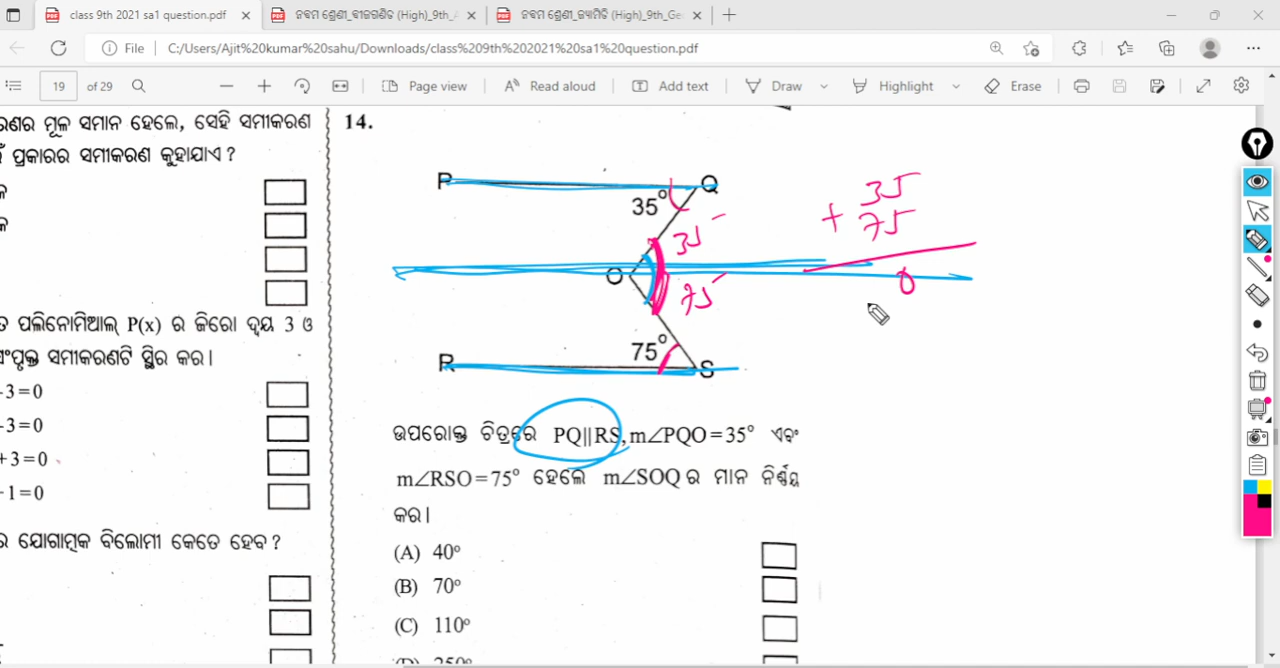 class 9th 2021 sa1 question.pdf
ନବମ ଶ୍ରେଣୀ_ବୀଜଗଣିତ (High)_9th_
ନବମ ଶ୍ରେଣୀ_ଜ୍ୟାମିତି (High)_9th_Ge
File
C:/Users/Ajit%20kumar%20sahu/Downloads/class%209th%202021%20sa1%20question.pdf
19 of 29
Page view
Read aloud
Add text
Draw
Highlight
Erase
ରଣର ମୂଳ ସମାନ ହେଲେ, ସେହି ସମୀକରଣ
ପ୍ରକାରର ସମୀକରଣ କୁହାଯାଏ ?
ପଲିନୋମିଆଲ୍ P(x) ର ଜିରୋ ଦ୍ୱୟ 3 ଓ
ସଂପୃକ୍ତ ସମୀକରଣଟି ସ୍ଥିର କର।
3 = 0
3 = 0
+ 3 = 0
1 = 0
ର ଯୋଗାତ୍ମକ ବିଲୋମୀ କେତେ ହେବ ?
14.
P
Q
35°
35
O
75
75°
R
S
35
+ 75
0
ଉପରୋକ୍ତ ଚିତ୍ରରେ PQ||RS, m∠PQO = 35° ଏବଂ
m∠RSO = 75° ହେଲେ m∠SOQ ର ମାନ ନିର୍ଣ୍ଣୟ
କର।
(A) 40°
(B) 70°
(C) 110°